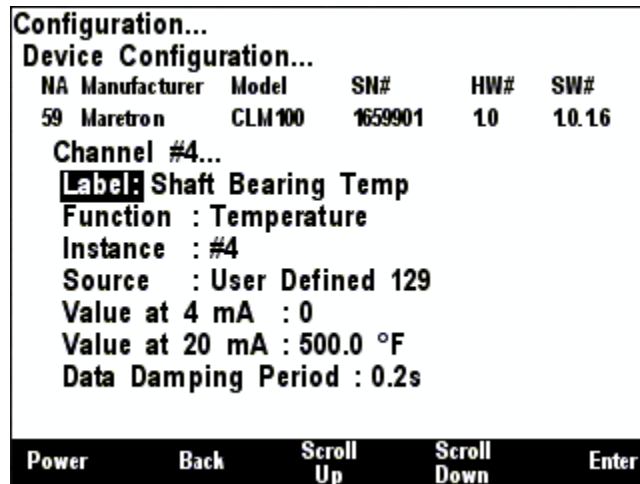 Configuration...
Device Configuration...
NA Manufacturer Model SN# HW# SW#
59 Maretron CLM100 1659901 1.0 1.0.1.6
Channel #4...
Label: Shaft Bearing Temp
Function : Temperature
Instance : #4
Source : User Defined 129
Value at 4 mA : 0
Value at 20 mA : 500.0 °F
Data Damping Period : 0.2s
Power Back Scroll Up Scroll Down Enter